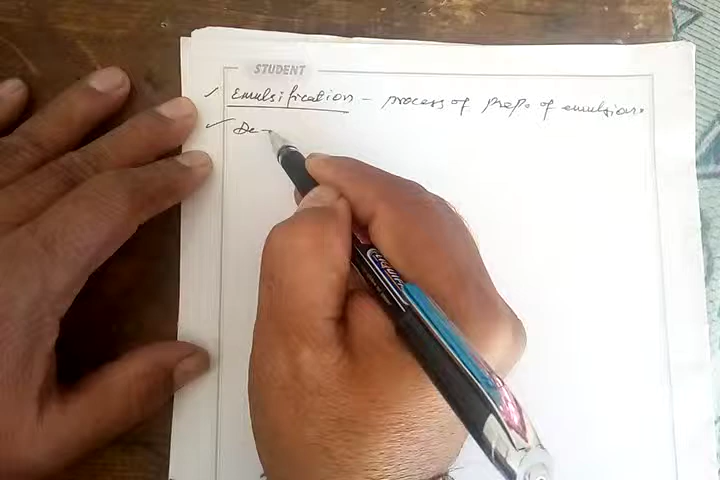 STUDENT
✓ Emulsification - process of prep. of emulsion.
✓ De-